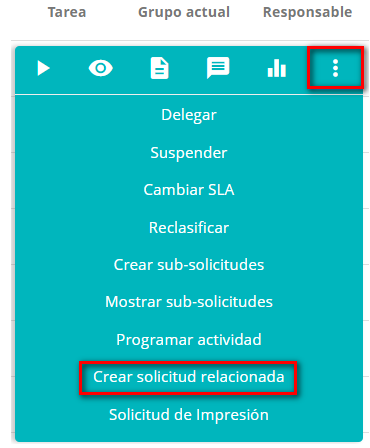 Tarea Grupo actual Responsable
Delegar
Suspender
Cambiar SLA
Reclasificar
Crear sub-solicitudes
Mostrar sub-solicitudes
Programar actividad
Crear solicitud relacionada
Solicitud de Impresión